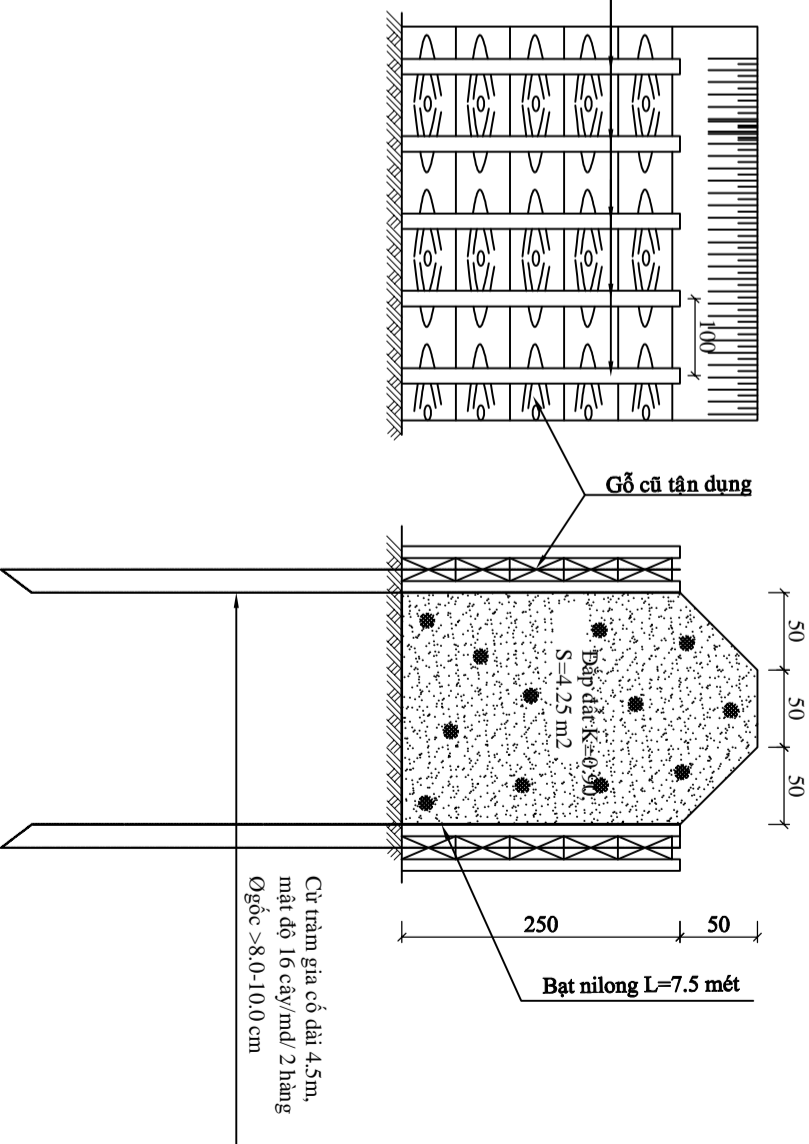 100
Gỗ cũ tận dụng
50
50
50
Đắp đất K=0.90,
S=4.25 m2
250
50
Bạt nilong L=7.5 mét
Cừ tràm gia cố dài 4.5m,
mật độ 16 cây/md/ 2 hàng
Øgốc >8.0-10.0 cm